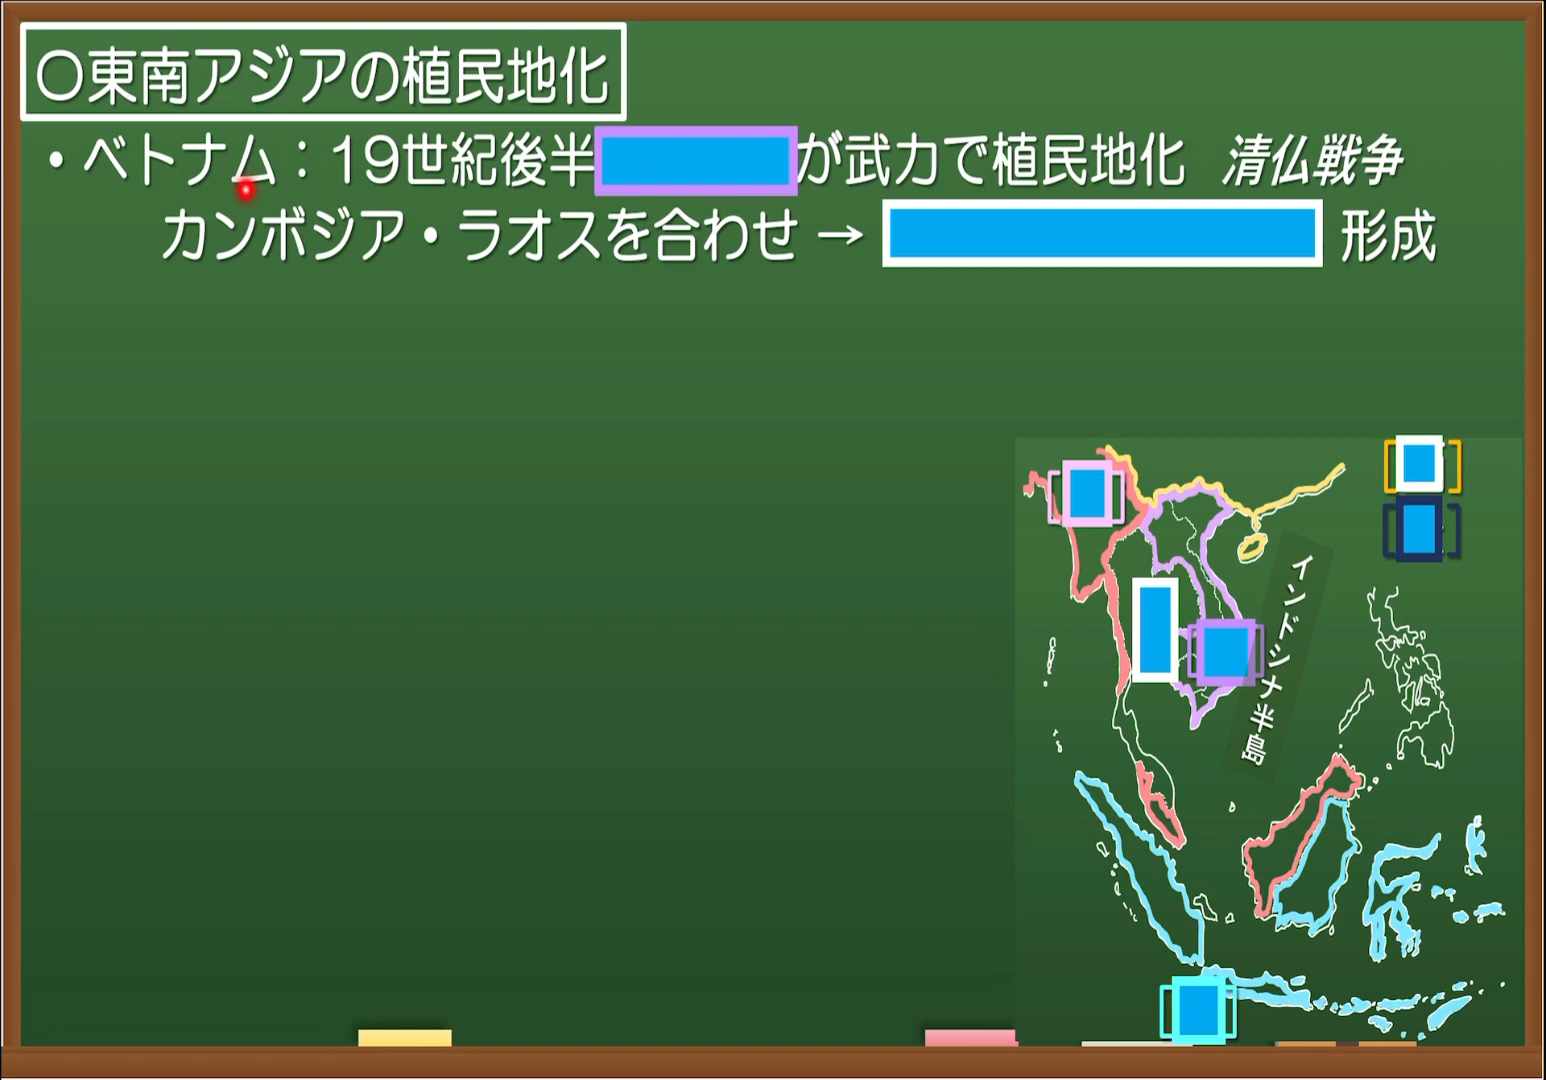 〇東南アジアの植民地化
・ベトナム：19世紀後半が武力で植民地化 清仏戦争
カンボジア・ラオスを合わせ → 形成
インドシナ半島